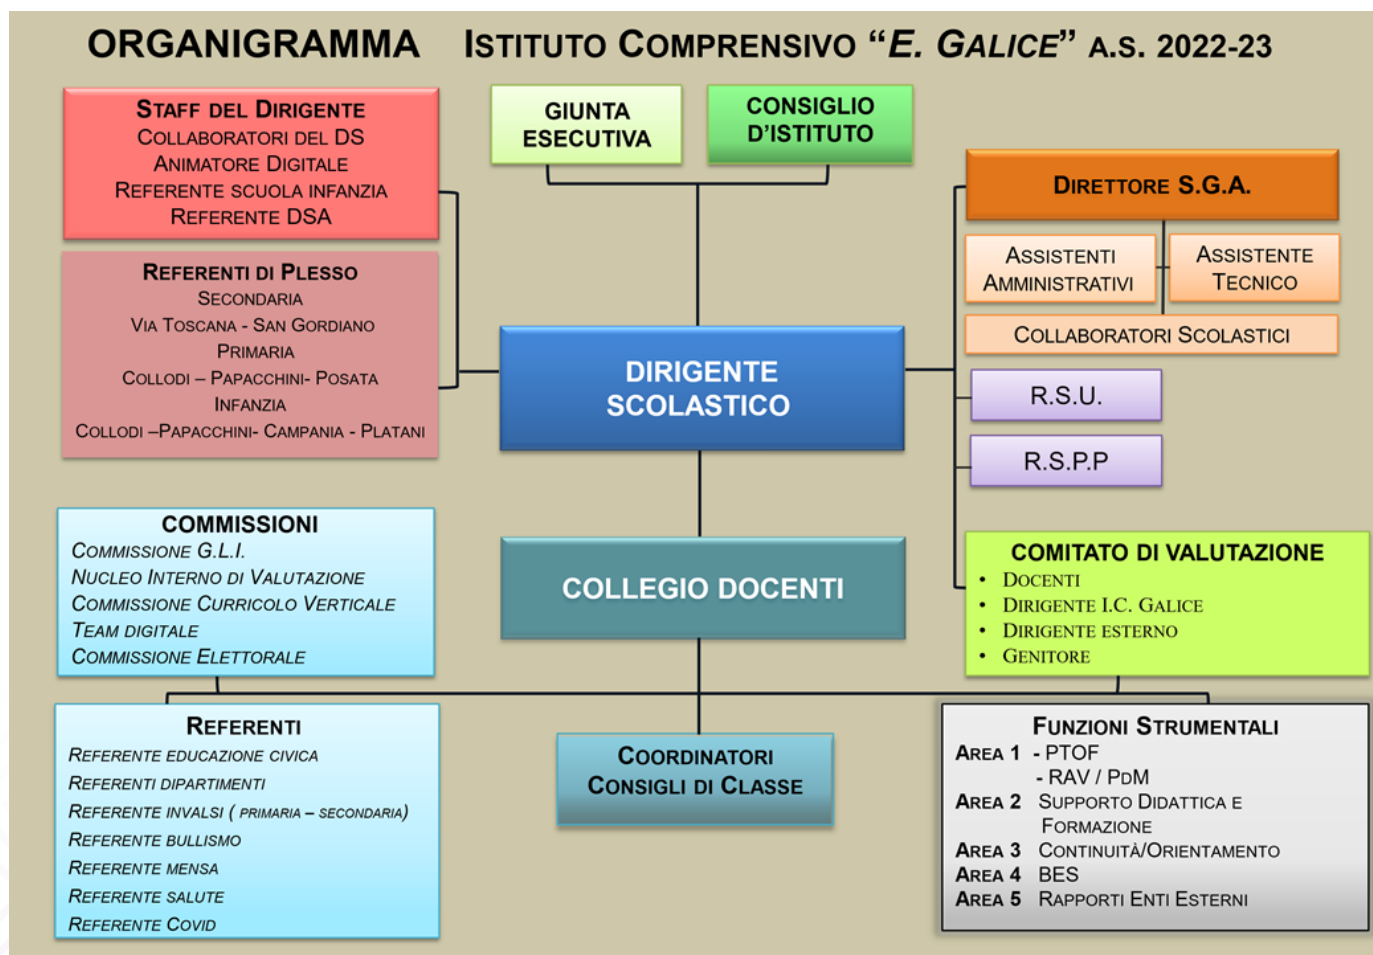 ORGANIGRAMMA ISTITUTO COMPRENSIVO “E. GALICE” A.S. 2022-23
STAFF DEL DIRIGENTE
COLLABORATORI DEL DS
ANIMATORE DIGITALE
REFERENTE SCUOLA INFANZIA
REFERENTE DSA
GIUNTA
ESECUTIVA
CONSIGLIO
D’ISTITUTO
DIRETTORE S.G.A.
ASSISTENTI
AMMINISTRATIVI
ASSISTENTE
TECNICO
COLLABORATORI SCOLASTICI
REFERENTI DI PLESSO
SECONDARIA
VIA TOSCANA - SAN GORDIANO
PRIMARIA
COLLODI – PAPACCHINI- POSATA
INFANZIA
COLLODI –PAPACCHINI- CAMPANIA - PLATANI
DIRIGENTE
SCOLASTICO
R.S.U.
R.S.P.P
COMMISSIONI
COMMISSIONE G.L.I.
NUCLEO INTERNO DI VALUTAZIONE
COMMISSIONE CURRICOLO VERTICALE
TEAM DIGITALE
COMMISSIONE ELETTORALE
COLLEGIO DOCENTI
COMITATO DI VALUTAZIONE
• DOCENTI
• DIRIGENTE I.C. GALICE
• DIRIGENTE ESTERNO
• GENITORE
REFERENTI
REFERENTE EDUCAZIONE CIVICA
REFERENTI DIPARTIMENTI
REFERENTE INVALSI ( PRIMARIA – SECONDARIA)
REFERENTE BULLISMO
REFERENTE MENSA
REFERENTE SALUTE
REFERENTE COVID
COORDINATORI
CONSIGLI DI CLASSE
FUNZIONI STRUMENTALI
AREA 1 - PTOF
- RAV / PDM
AREA 2 SUPPORTO DIDATTICA E
FORMAZIONE
AREA 3 CONTINUITÀ/ORIENTAMENTO
AREA 4 BES
AREA 5 RAPPORTI ENTI ESTERNI